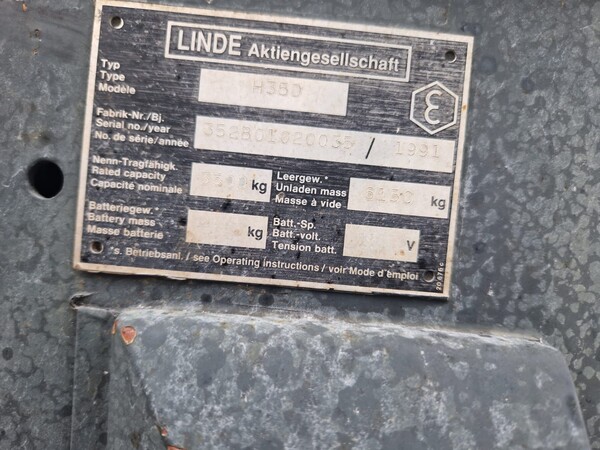 LINDE Aktiengesellschaft
Typ
Type
Modèle
H35D
Fabrik-Nr./Bj.
Serial no./year
No. de série/année
/ 1991
Nenn-Tragfähigk.
Rated capacity
Capacité nominale
kg
Leergew.*
Unladen mass
Masse à vide
kg
Batteriegew.*
Battery mass
Masse batterie
kg
Batt.-Sp.
Batt.-volt.
Tension batt.
V
*s. Betriebsanl. / see Operating instructions / voir Mode d'emploi